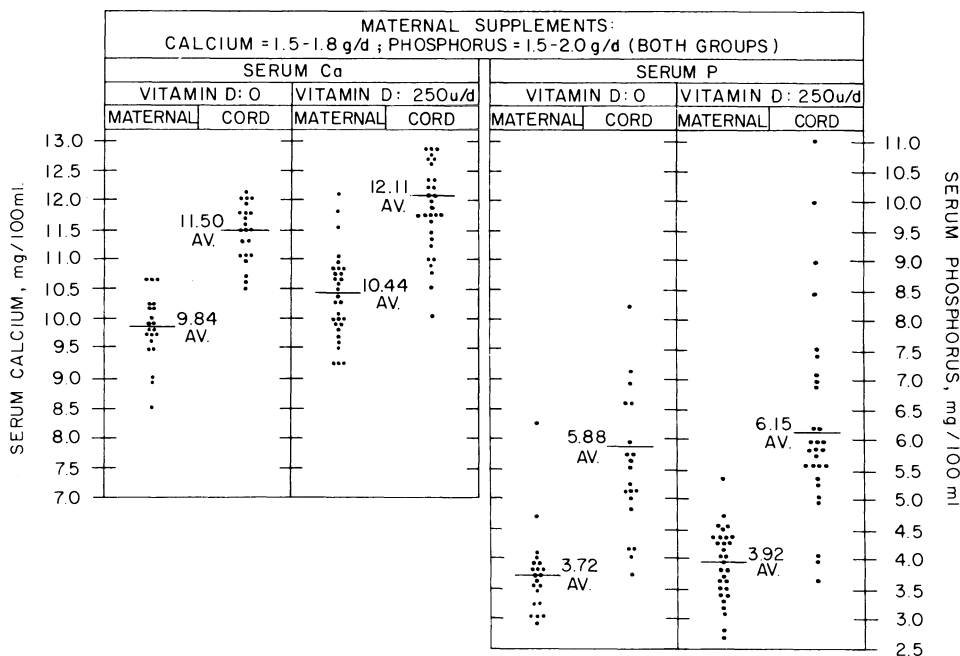 MATERNAL SUPPLEMENTS:
CALCIUM = 1.5-1.8 g/d ; PHOSPHORUS = 1.5-2.0 g/d (BOTH GROUPS)
SERUM Ca
SERUM P
VITAMIN D: 0
VITAMIN D: 250u/d
VITAMIN D: 0
VITAMIN D: 250u/d
MATERNAL
CORD
MATERNAL
CORD
MATERNAL
CORD
MATERNAL
CORD
SERUM CALCIUM, mg/100ml.
13.0
12.5
12.0
11.5
11.0
10.5
10.0
9.5
9.0
8.5
8.0
7.5
7.0
9.84
AV.
11.50
AV.
10.44
AV.
12.11
AV.
3.72
AV.
5.88
AV.
3.92
AV.
6.15
AV.
11.0
10.5
10.0
9.5
9.0
8.5
8.0
7.5
7.0
6.5
6.0
5.5
5.0
4.5
4.0
3.5
3.0
2.5
SERUM PHOSPHORUS, mg/100 ml